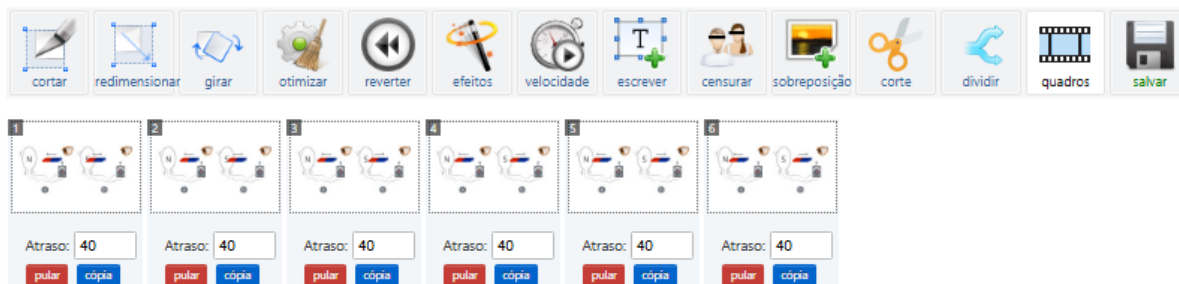 cortar redimensionar girar otimizar reverter efeitos velocidade escrever censurar sobreposição corte dividir quadros salvar
1 2 3 4 5 6
Atraso: 40 Atraso: 40 Atraso: 40 Atraso: 40 Atraso: 40 Atraso: 40
pular cópia pular cópia pular cópia pular cópia pular cópia pular cópia